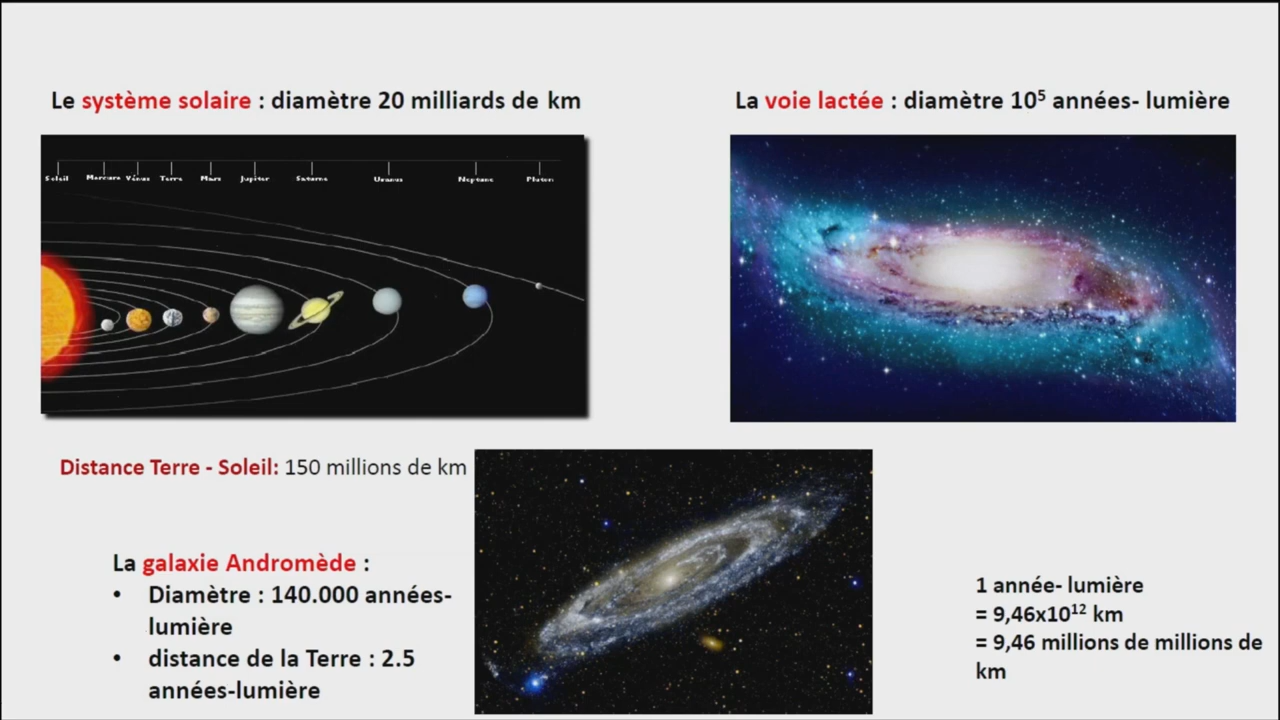 Le système solaire : diamètre 20 milliards de km
La voie lactée : diamètre 10⁵ années- lumière
Soleil Mercure Vénus Terre Mars Jupiter Saturne Uranus Neptune Pluton
Distance Terre - Soleil: 150 millions de km
La galaxie Andromède :
• Diamètre : 140.000 années-
lumière
• distance de la Terre : 2.5
années-lumière
1 année- lumière
= 9,46x10¹² km
= 9,46 millions de millions de
km